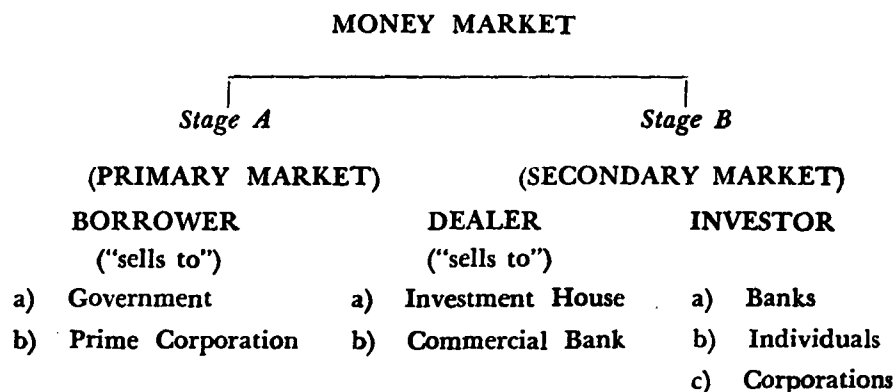 MONEY MARKET
Stage A Stage B
(PRIMARY MARKET) (SECONDARY MARKET)
BORROWER DEALER INVESTOR
("sells to") ("sells to")
a) Government a) Investment House a) Banks
b) Prime Corporation b) Commercial Bank b) Individuals
c) Corporations